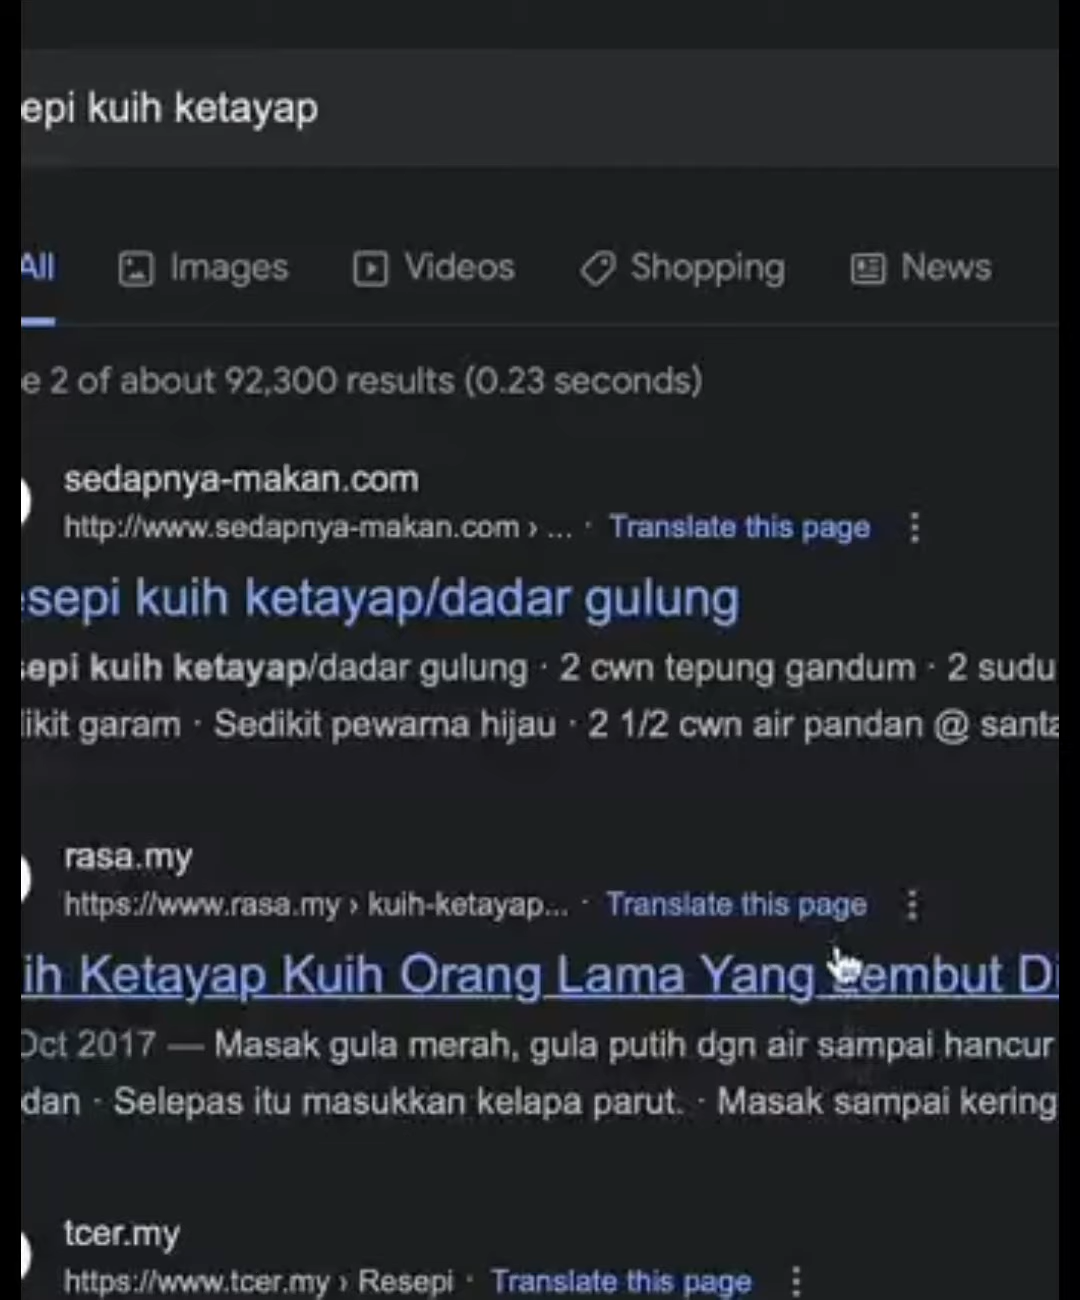 epi kuih ketayap
All Images Videos Shopping News
e 2 of about 92,300 results (0.23 seconds)
sedapnya-makan.com
http://www.sedapnya-makan.com › ... · Translate this page
sepi kuih ketayap/dadar gulung
epi kuih ketayap/dadar gulung · 2 cwn tepung gandum · 2 sudu
ikit garam · Sedikit pewarna hijau · 2 1/2 cwn air pandan @ santa
rasa.my
https://www.rasa.my › kuih-ketayap... · Translate this page
ih Ketayap Kuih Orang Lama Yang Lembut Di
Oct 2017 — Masak gula merah, gula putih dgn air sampai hancur
dan · Selepas itu masukkan kelapa parut. · Masak sampai kering
tcer.my
https://www.tcer.my › Resepi · Translate this page